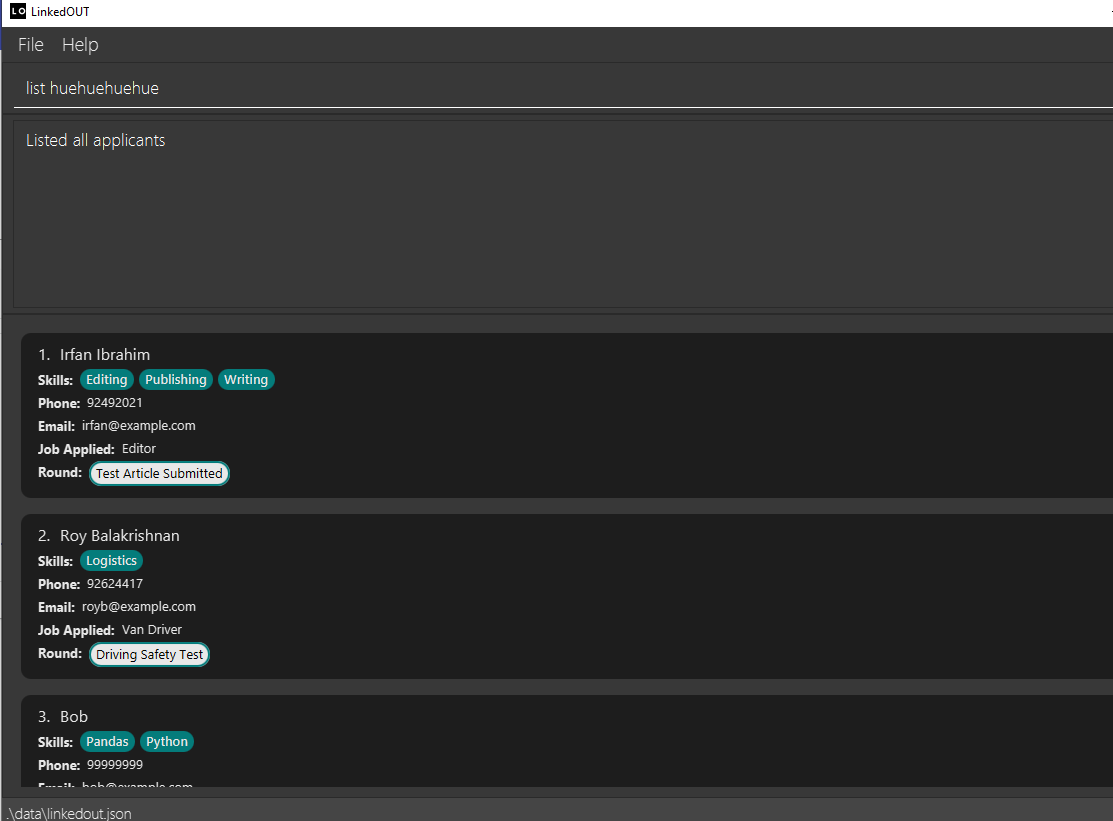 LO LinkedOUT
File Help
list huehuehuehue
Listed all applicants
1. Irfan Ibrahim
Skills: Editing Publishing Writing
Phone: 92492021
Email: irfan@example.com
Job Applied: Editor
Round: Test Article Submitted
2. Roy Balakrishnan
Skills: Logistics
Phone: 92624417
Email: royb@example.com
Job Applied: Van Driver
Round: Driving Safety Test
3. Bob
Skills: Pandas Python
Phone: 99999999
Email: bob@example.com
.\data\linkedout.json